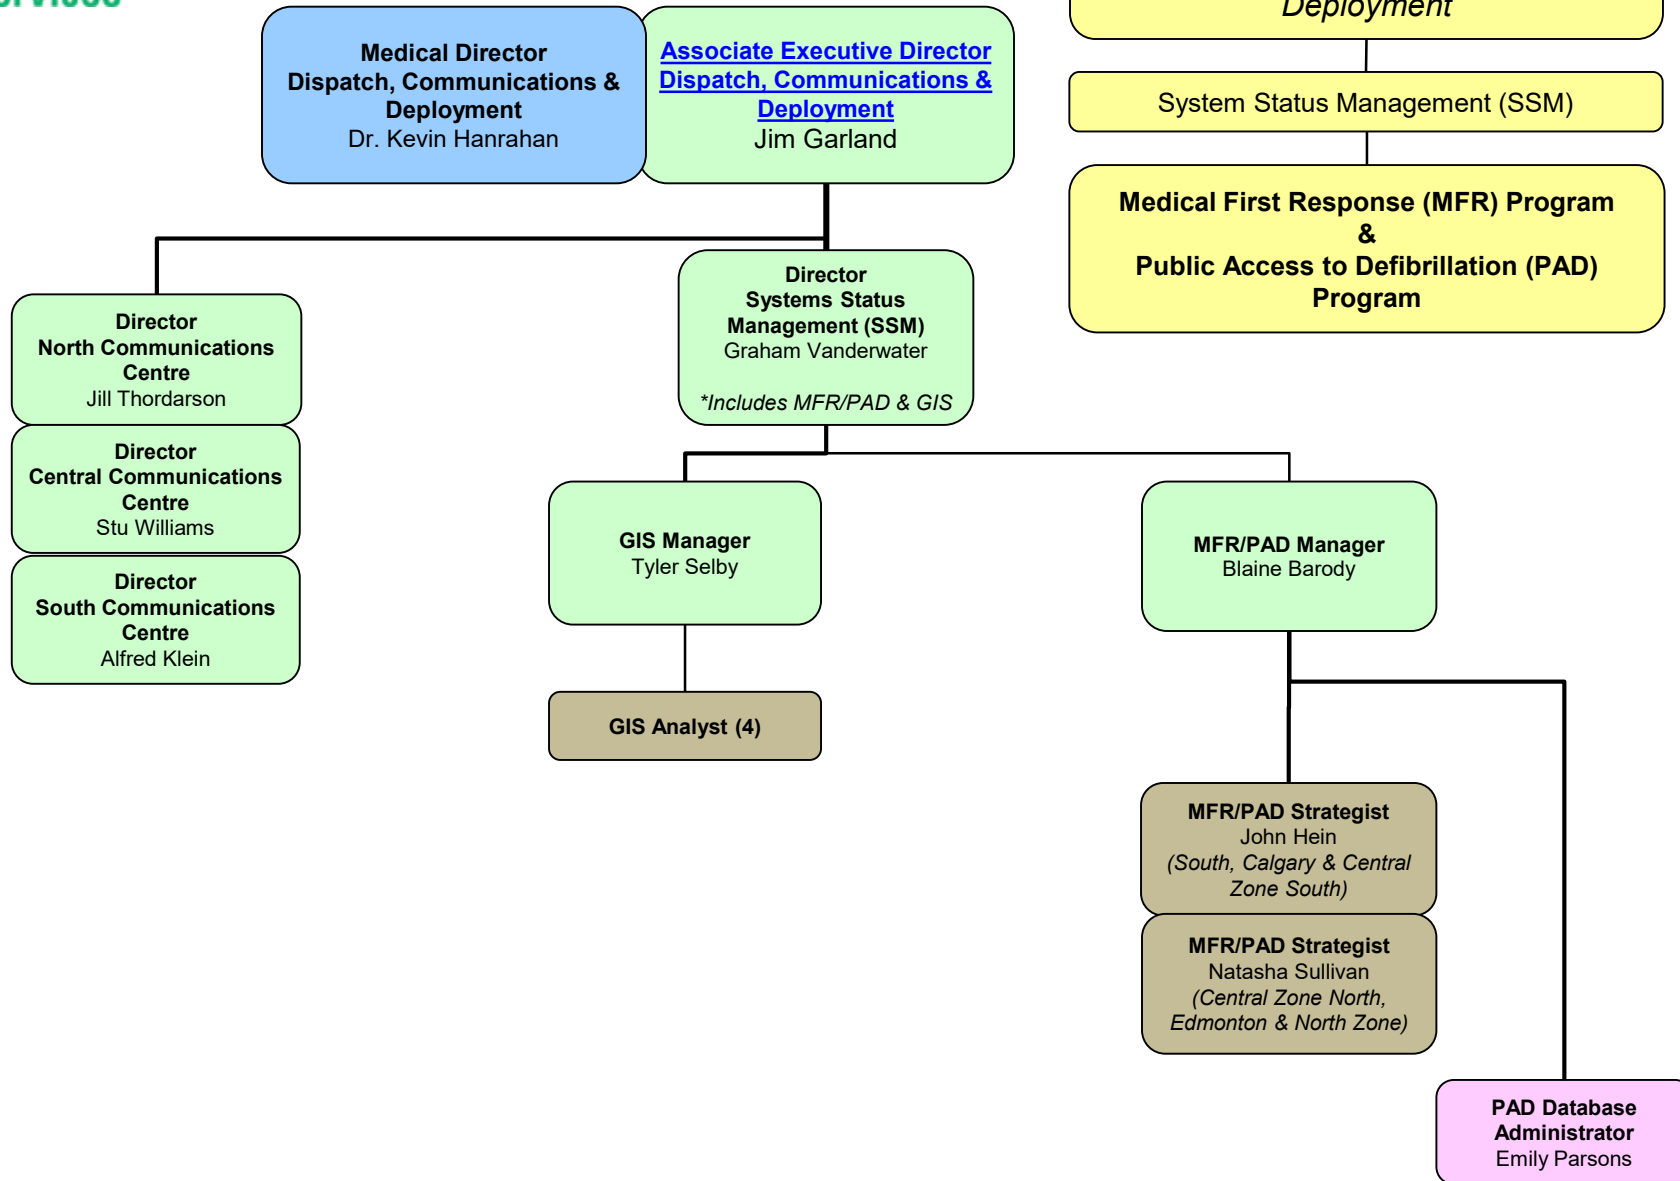 Medical Director
Dispatch, Communications &
Deployment
Dr. Kevin Hanrahan
Associate Executive Director
Dispatch, Communications &
Deployment
Jim Garland
Deployment
System Status Management (SSM)
Medical First Response (MFR) Program
&
Public Access to Defibrillation (PAD)
Program
Director
North Communications
Centre
Jill Thordarson
Director
Central Communications
Centre
Stu Williams
Director
South Communications
Centre
Alfred Klein
Director
Systems Status
Management (SSM)
Graham Vanderwater
*Includes MFR/PAD & GIS
GIS Manager
Tyler Selby
MFR/PAD Manager
Blaine Barody
GIS Analyst (4)
MFR/PAD Strategist
John Hein
(South, Calgary & Central
Zone South)
MFR/PAD Strategist
Natasha Sullivan
(Central Zone North,
Edmonton & North Zone)
PAD Database
Administrator
Emily Parsons